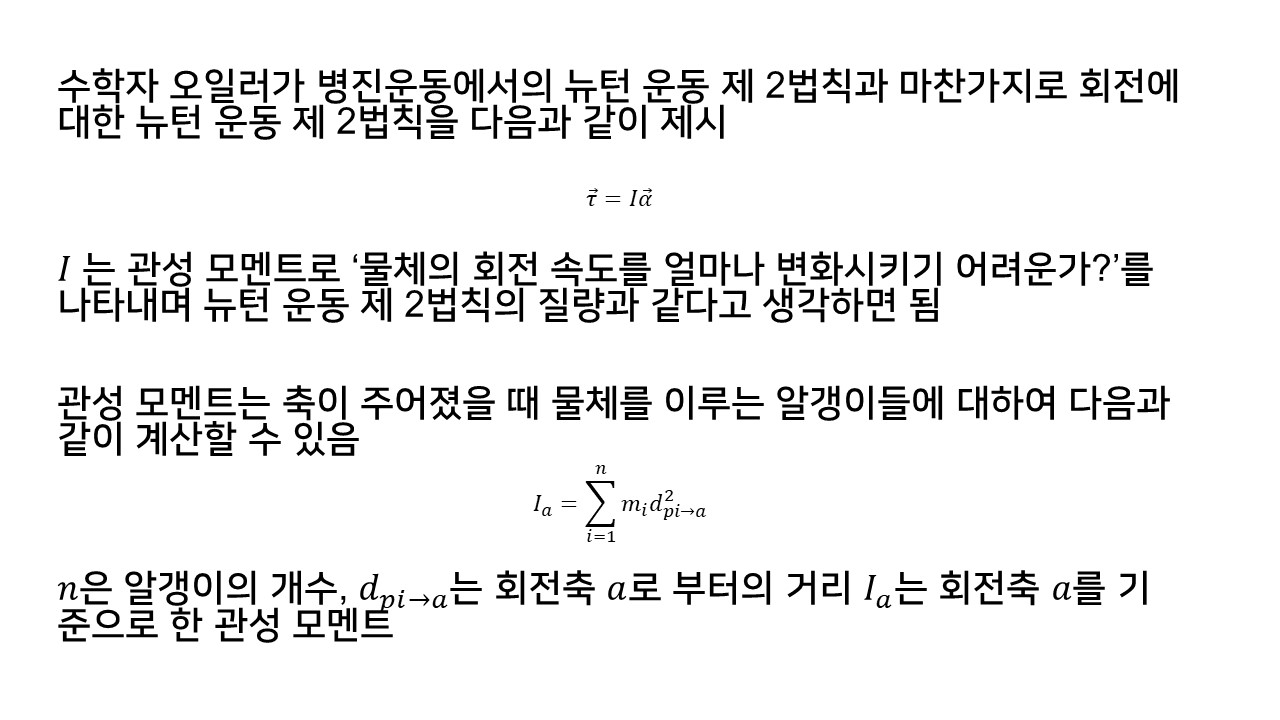 수학자 오일러가 병진운동에서의 뉴턴 운동 제 2법칙과 마찬가지로 회전에
대한 뉴턴 운동 제 2법칙을 다음과 같이 제시
$\vec{\tau} = I\vec{\alpha}$
$I$ 는 관성 모멘트로 ‘물체의 회전 속도를 얼마나 변화시키기 어려운가?’를
나타내며 뉴턴 운동 제 2법칙의 질량과 같다고 생각하면 됨
관성 모멘트는 축이 주어졌을 때 물체를 이루는 알갱이들에 대하여 다음과
같이 계산할 수 있음
$I_a = \sum_{i=1}^{n} m_i d_{pi \to a}^2$
$n$은 알갱이의 개수, $d_{pi \to a}$는 회전축 $a$로 부터의 거리 $I_a$는 회전축 $a$를 기
준으로 한 관성 모멘트